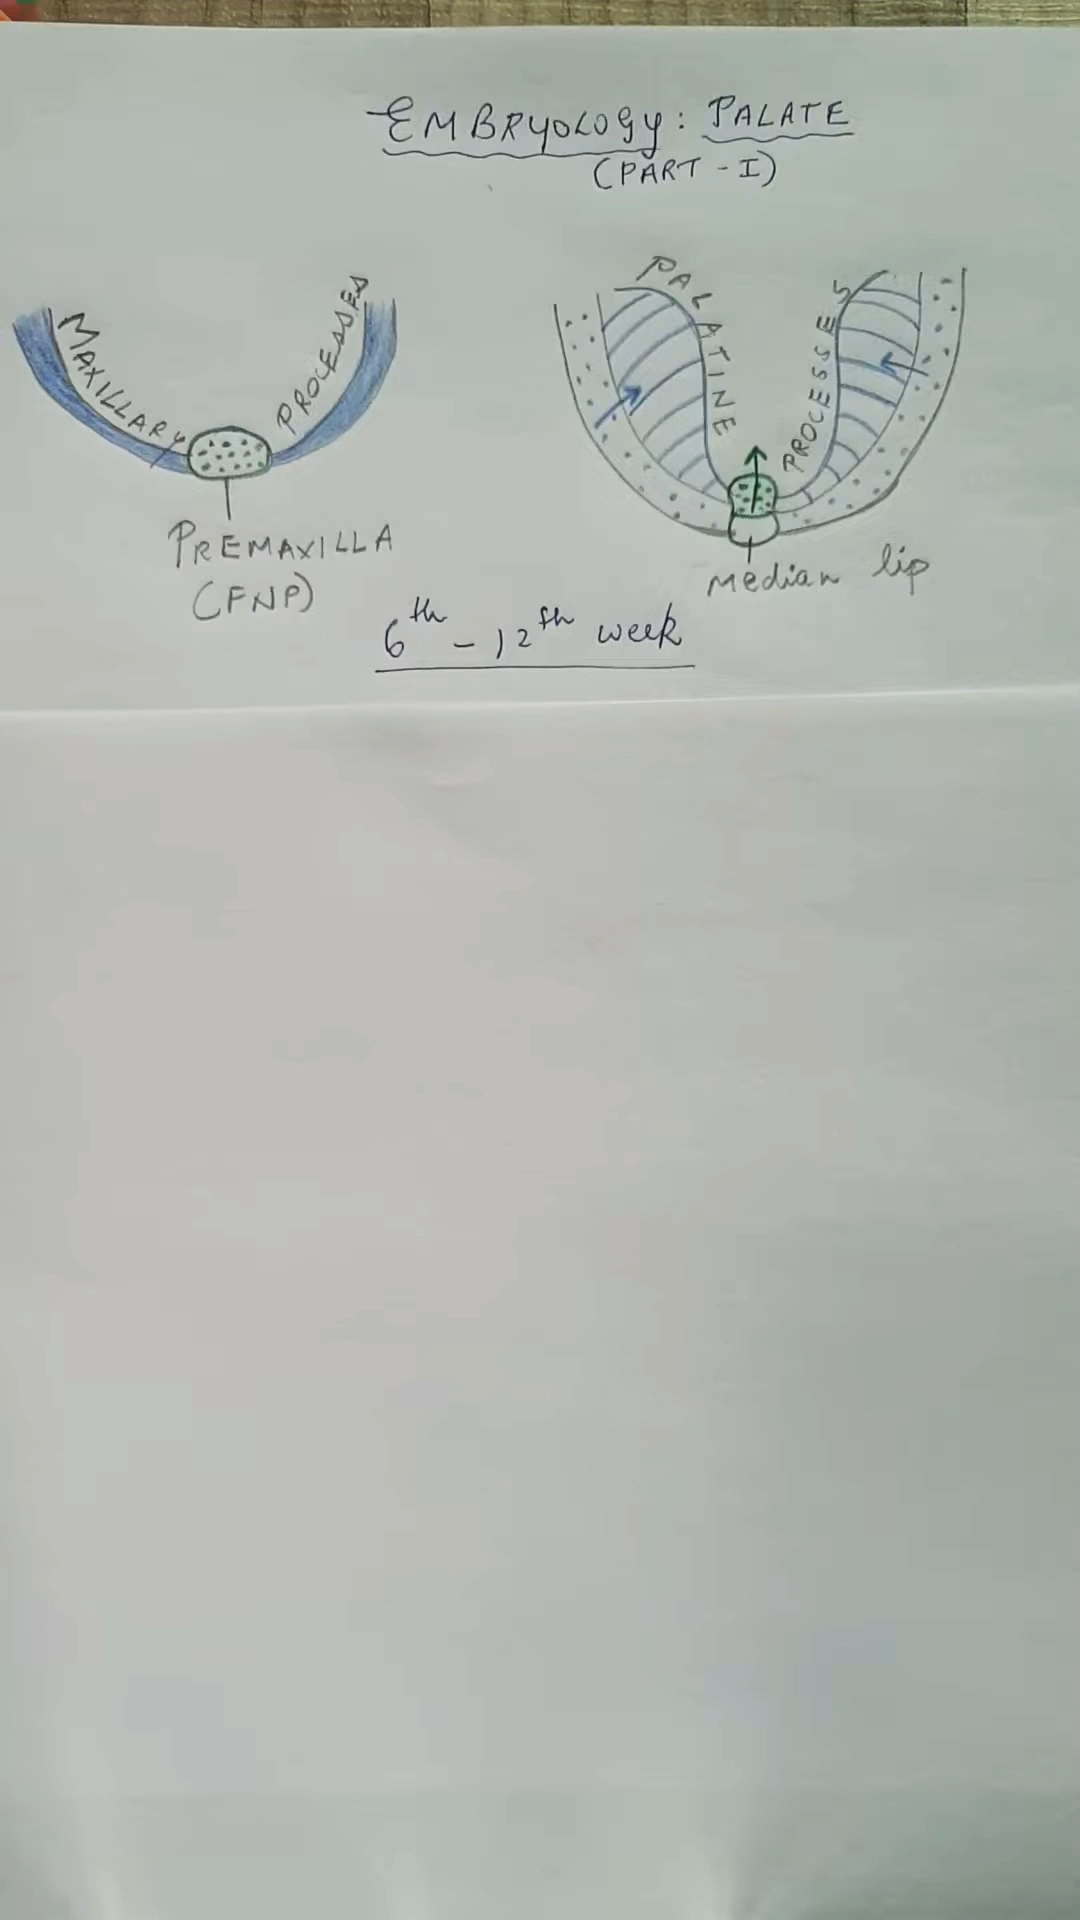 EMBRYOLOGY: PALATE
(PART - I)
MAXILLARY PROCESSES
PREMAXILLA
(FNP)
PALATINE PROCESSES
median lip
6th - 12th week